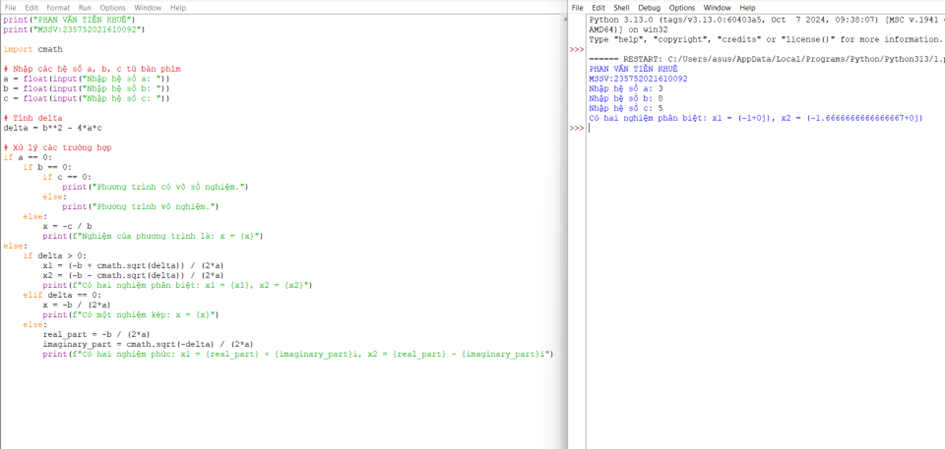 File Edit Format Run Options Window Help
print("PHAN VĂN TIẾN KHUÊ")
print("MSSV:235752021610092")
import cmath
# Nhập các hệ số a, b, c từ bàn phím
a = float(input("Nhập hệ số a: "))
b = float(input("Nhập hệ số b: "))
c = float(input("Nhập hệ số c: "))
# Tính delta
delta = b**2 - 4*a*c
# Xử lý các trường hợp
if a == 0:
    if b == 0:
        if c == 0:
            print("Phương trình có vô số nghiệm.")
        else:
            print("Phương trình vô nghiệm.")
    else:
        x = -c / b
        print(f"Nghiệm của phương trình là: x = {x}")
else:
    if delta > 0:
        x1 = (-b + cmath.sqrt(delta)) / (2*a)
        x2 = (-b - cmath.sqrt(delta)) / (2*a)
        print(f"Có hai nghiệm phân biệt: x1 = {x1}, x2 = {x2}")
    elif delta == 0:
        x = -b / (2*a)
        print(f"Có một nghiệm kép: x = {x}")
    else:
        real_part = -b / (2*a)
        imaginary_part = cmath.sqrt(-delta) / (2*a)
        print(f"Có hai nghiệm phức: x1 = {real_part} + {imaginary_part}i, x2 = {real_part} - {imaginary_part}i")
File Edit Shell Debug Options Window Help
Python 3.13.0 (tags/v3.13.0:60403a5, Oct  7 2024, 09:38:07) [MSC v.1941
AMD64)] on win32
Type "help", "copyright", "credits" or "license()" for more information.
>>>
====== RESTART: C:/Users/asus/AppData/Local/Programs/Python/Python313/1.p
PHAN VĂN TIẾN KHUÊ
MSSV:235752021610092
Nhập hệ số a: 3
Nhập hệ số b: 8
Nhập hệ số c: 5
Có hai nghiệm phân biệt: x1 = (-1+0j), x2 = (-1.6666666666666667+0j)
>>>